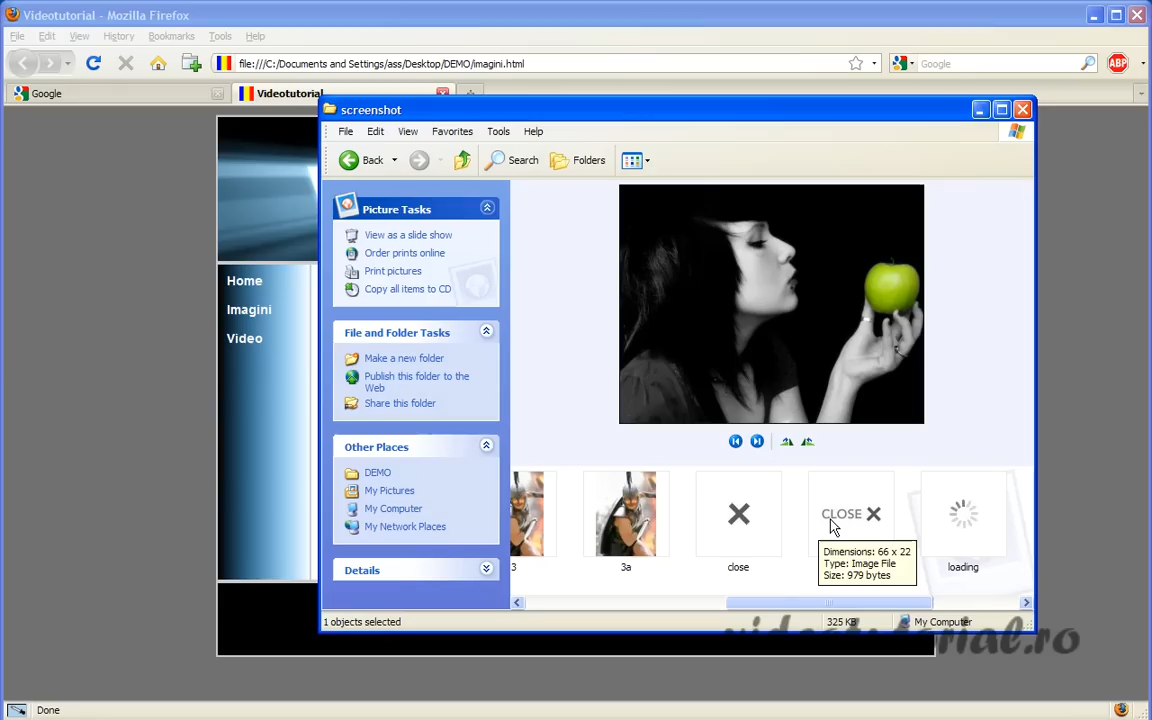 Videotutorial - Mozilla Firefox
File Edit View History Bookmarks Tools Help
file:///C:/Documents and Settings/ass/Desktop/DEMO/imagini.html
Google
ABP
Google
Videotutorial
screenshot
File Edit View Favorites Tools Help
Back
Search
Folders
Picture Tasks
View as a slide show
Order prints online
Print pictures
Copy all items to CD
File and Folder Tasks
Make a new folder
Publish this folder to the
Web
Share this folder
Other Places
DEMO
My Pictures
My Computer
My Network Places
Details
Home
Imagini
Video
CLOSE
3
3a
close
loading
Dimensions: 66 x 22
Type: Image File
Size: 979 bytes
1 objects selected
325 KB
My Computer
videotutorial.ro
Done